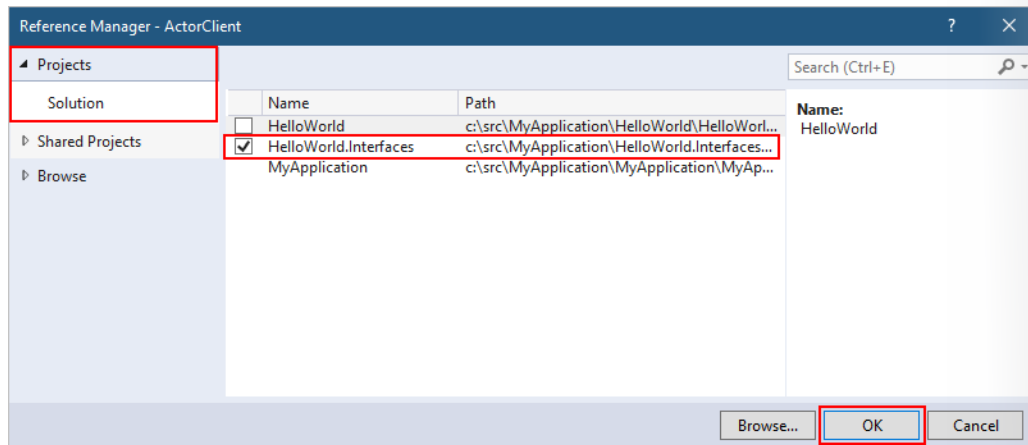 Reference Manager - ActorClient
?
Projects
Solution
Shared Projects
Browse
Name Path
HelloWorld c:\src\MyApplication\HelloWorld\HelloWorl...
HelloWorld.Interfaces c:\src\MyApplication\HelloWorld.Interfaces...
MyApplication c:\src\MyApplication\MyApplication\MyAp...
Search (Ctrl+E)
Name:
HelloWorld
Browse... OK Cancel